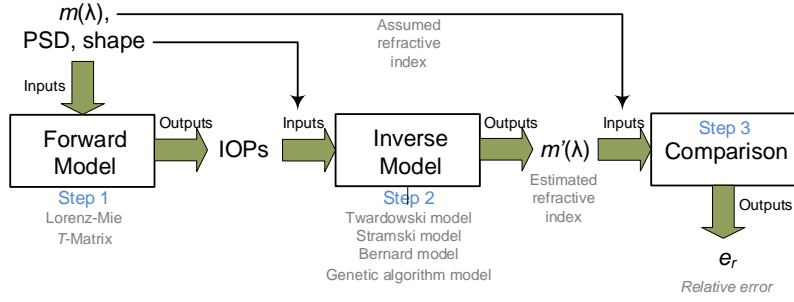 m(λ),
PSD, shape
Assumed
refractive
index
Inputs
Forward
Model
Outputs
IOPs
Inputs
Inverse
Model
Outputs
m'(λ)
Inputs
Step 3
Comparison
Step 1
Lorenz-Mie
T-Matrix
Step 2
Twardowski model
Stramski model
Bernard model
Genetic algorithm model
Estimated
refractive
index
Outputs
er
Relative error